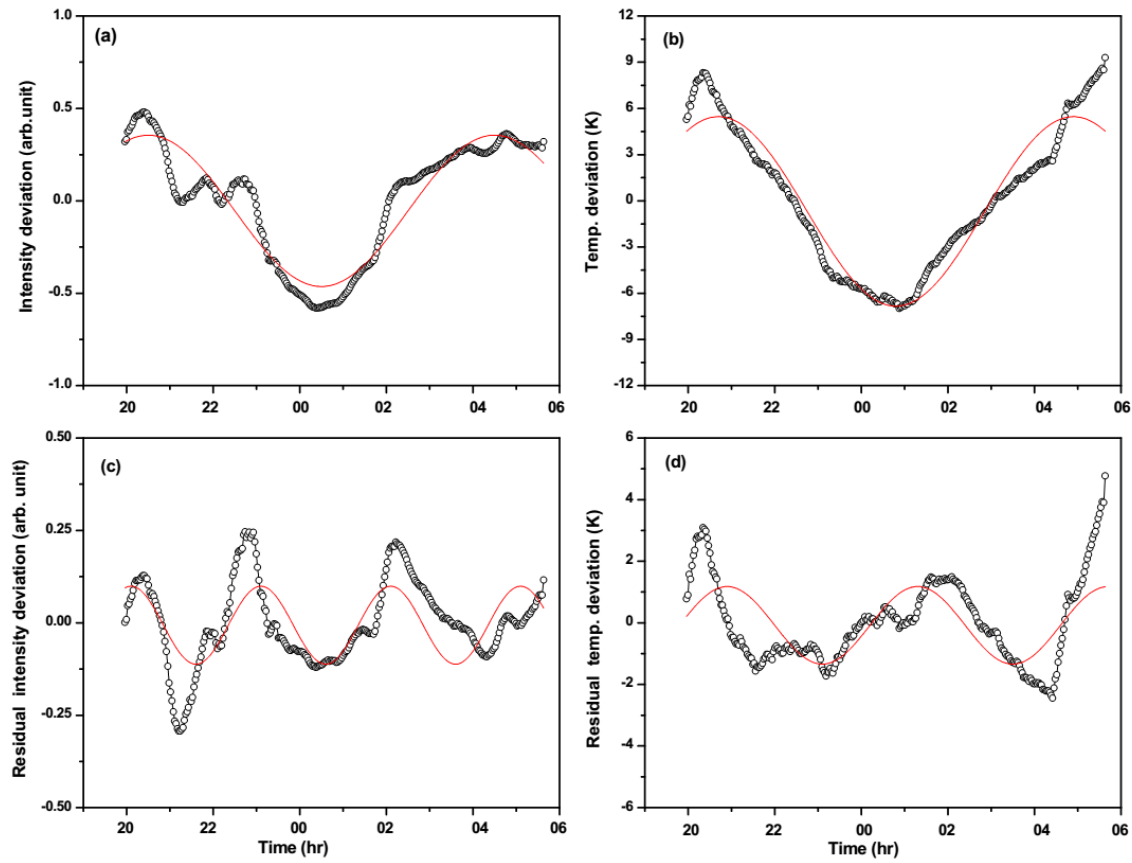 (a)
Intensity deviation (arb.unit)
1.0
0.5
0.0
-0.5
-1.0
20 22 00 02 04 06
(b)
Temp. deviation (K)
12
9
6
3
0
-3
-6
-9
-12
20 22 00 02 04 06
(c)
Residual intensity deviation (arb. unit)
0.50
0.25
0.00
-0.25
-0.50
20 22 00 02 04 06
Time (hr)
(d)
Residual temp. deviation (K)
6
4
2
0
-2
-4
-6
20 22 00 02 04 06
Time (hr)